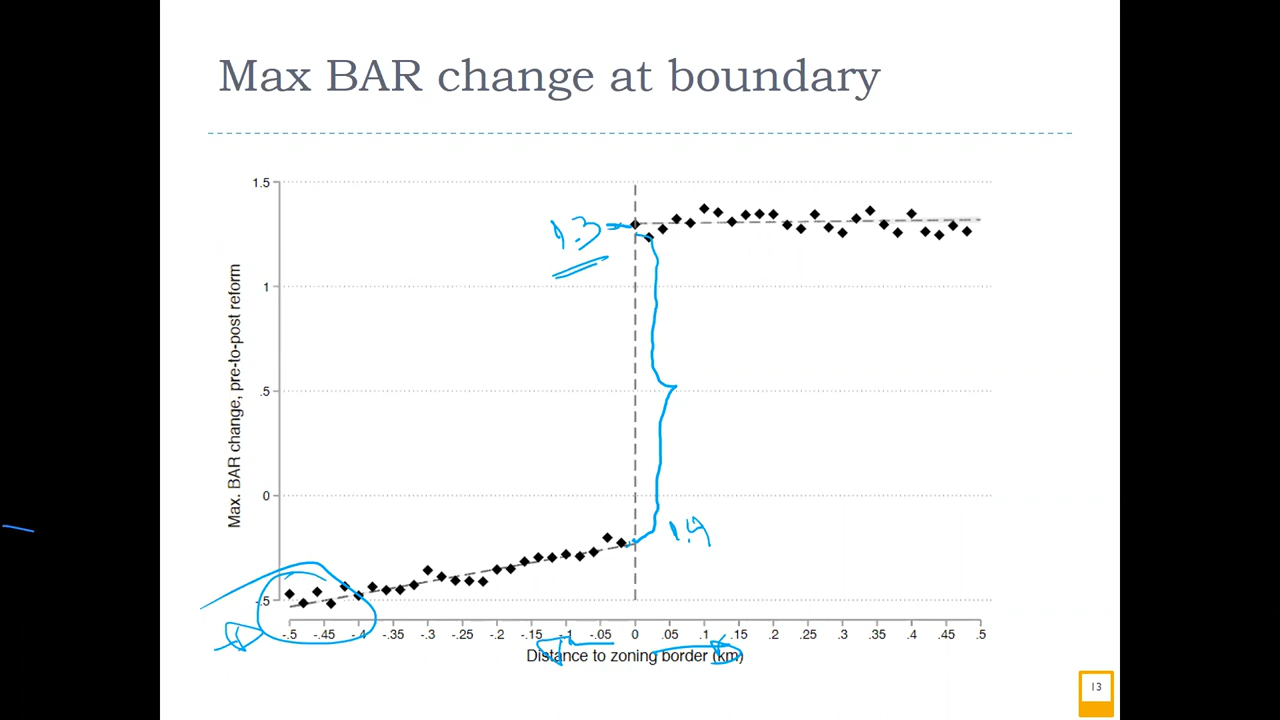 Max BAR change at boundary
Max. BAR change, pre-to-post reform
1.5
1
.5
0
-.5
1.3
-.5 -.45 -.4 -.35 -.3 -.25 -.2 -.15 -.1 -.05 0 .05 .1 .15 .2 .25 .3 .35 .4 .45 .5
Distance to zoning border (km)
13